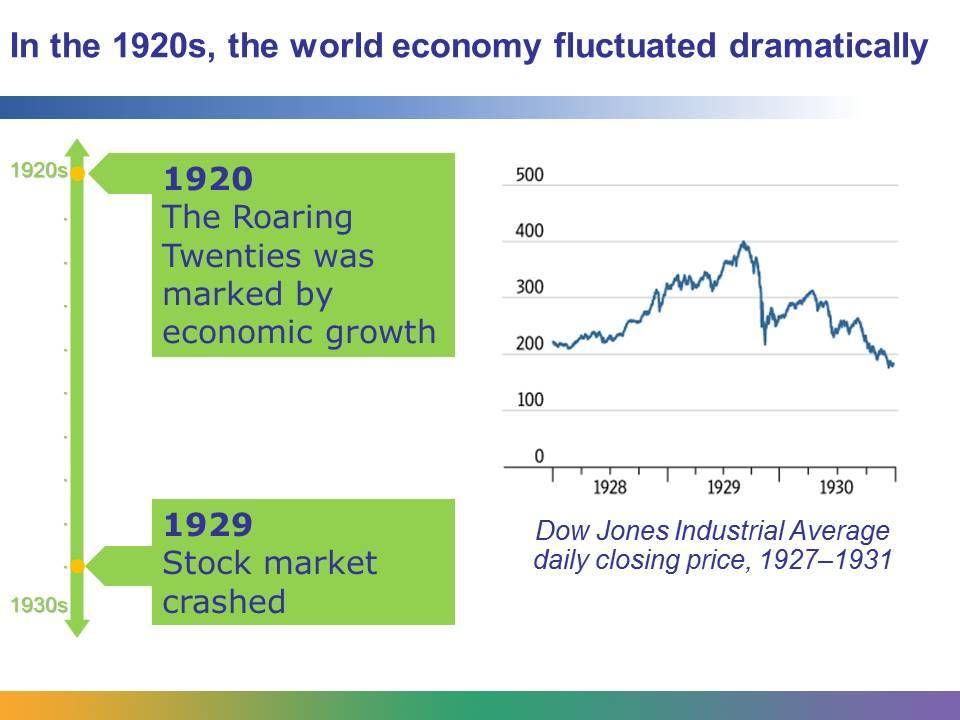 In the 1920s, the world economy fluctuated dramatically
1920s
1920
The Roaring
Twenties was
marked by
economic growth
1929
Stock market
crashed
1930s
500
400
300
200
100
0
1928
1929
1930
Dow Jones Industrial Average
daily closing price, 1927–1931